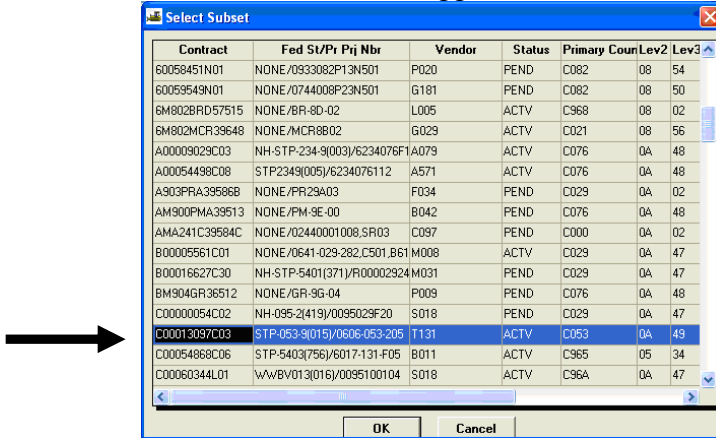 Select Subset
Contract Fed St/Pr Prj Nbr Vendor Status Primary Coun Lev2 Lev3
60058451N01 NONE/0933082P13N501 P020 PEND C082 08 54
60059549N01 NONE/0744008P23N501 G181 PEND C082 08 50
6M802BRD57515 NONE/BR-8D-02 L005 ACTV C968 08 02
6M802MCR39648 NONE/MCR8B02 G029 ACTV C021 08 56
A00009029C03 NH-STP-234-9(003)/6234076F1 A079 ACTV C076 0A 48
A00054498C08 STP2349(005)/6234076112 A571 ACTV C076 0A 48
A903PRA39586B NONE/PR29A03 F034 PEND C029 0A 02
AM900PMA39513 NONE/PM-9E-00 B042 PEND C076 0A 48
AMA241C39584C NONE/02440001008,SR03 C097 PEND C000 0A 02
B00005561C01 NONE/0641-029-282,C501,B61 M008 ACTV C029 0A 47
B00016627C30 NH-STP-5401(371)/R00002924 M031 PEND C029 0A 47
BM904GR36512 NONE/GR-9G-04 P009 PEND C076 0A 48
C00000054C02 NH-095-2(419)/0095029F20 S018 PEND C029 0A 47
C00013097C03 STP-053-9(015)/0606-053-205 T131 ACTV C053 0A 49
C00054868C06 STP-5403(756)/6017-131-F05 B011 ACTV C965 05 34
C00060344L01 WWBV013(016)/0095100104 S018 ACTV C96A 0A 47
OK Cancel